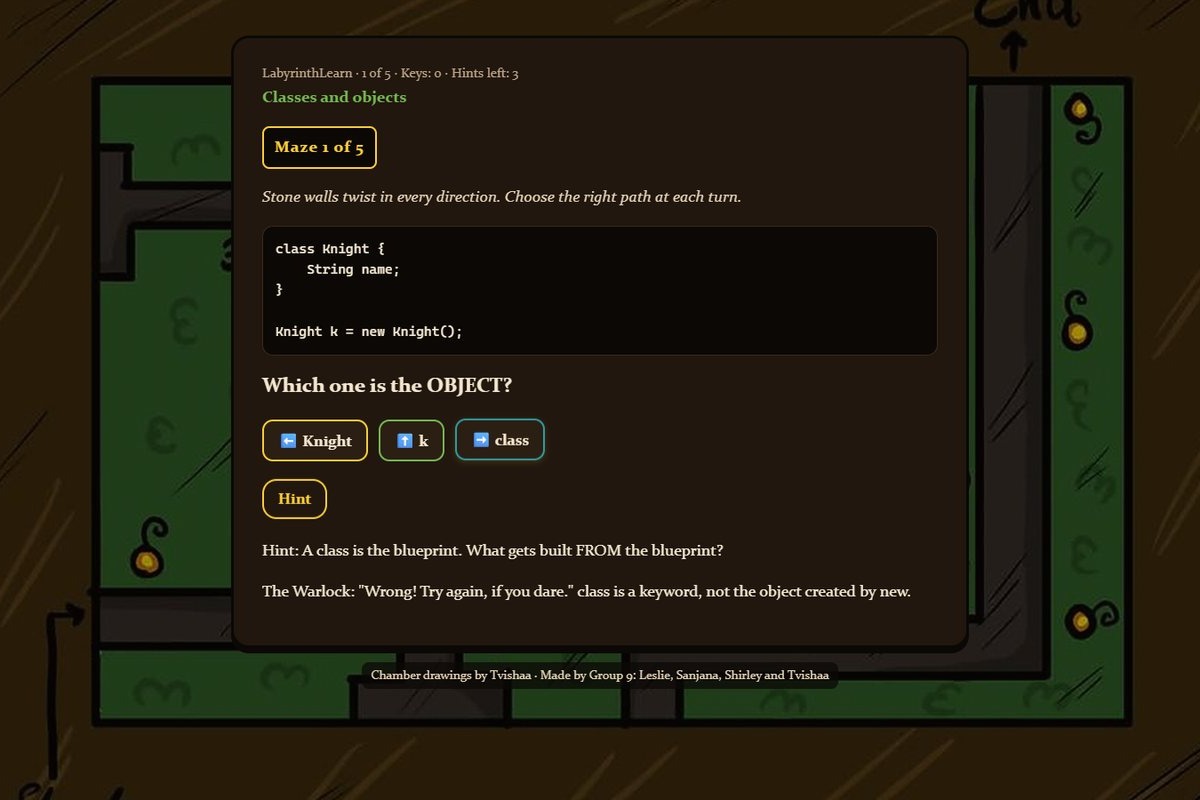 End
LabyrinthLearn · 1 of 5 · Keys: 0 · Hints left: 3
Classes and objects
Maze 1 of 5
Stone walls twist in every direction. Choose the right path at each turn.
class Knight {
    String name;
}
Knight k = new Knight();
Which one is the OBJECT?
⬅️ Knight
⬆️ k
➡️ class
Hint
Hint: A class is the blueprint. What gets built FROM the blueprint?
The Warlock: "Wrong! Try again, if you dare." class is a keyword, not the object created by new.
Chamber drawings by Tvishaa · Made by Group 9: Leslie, Sanjana, Shirley and Tvishaa